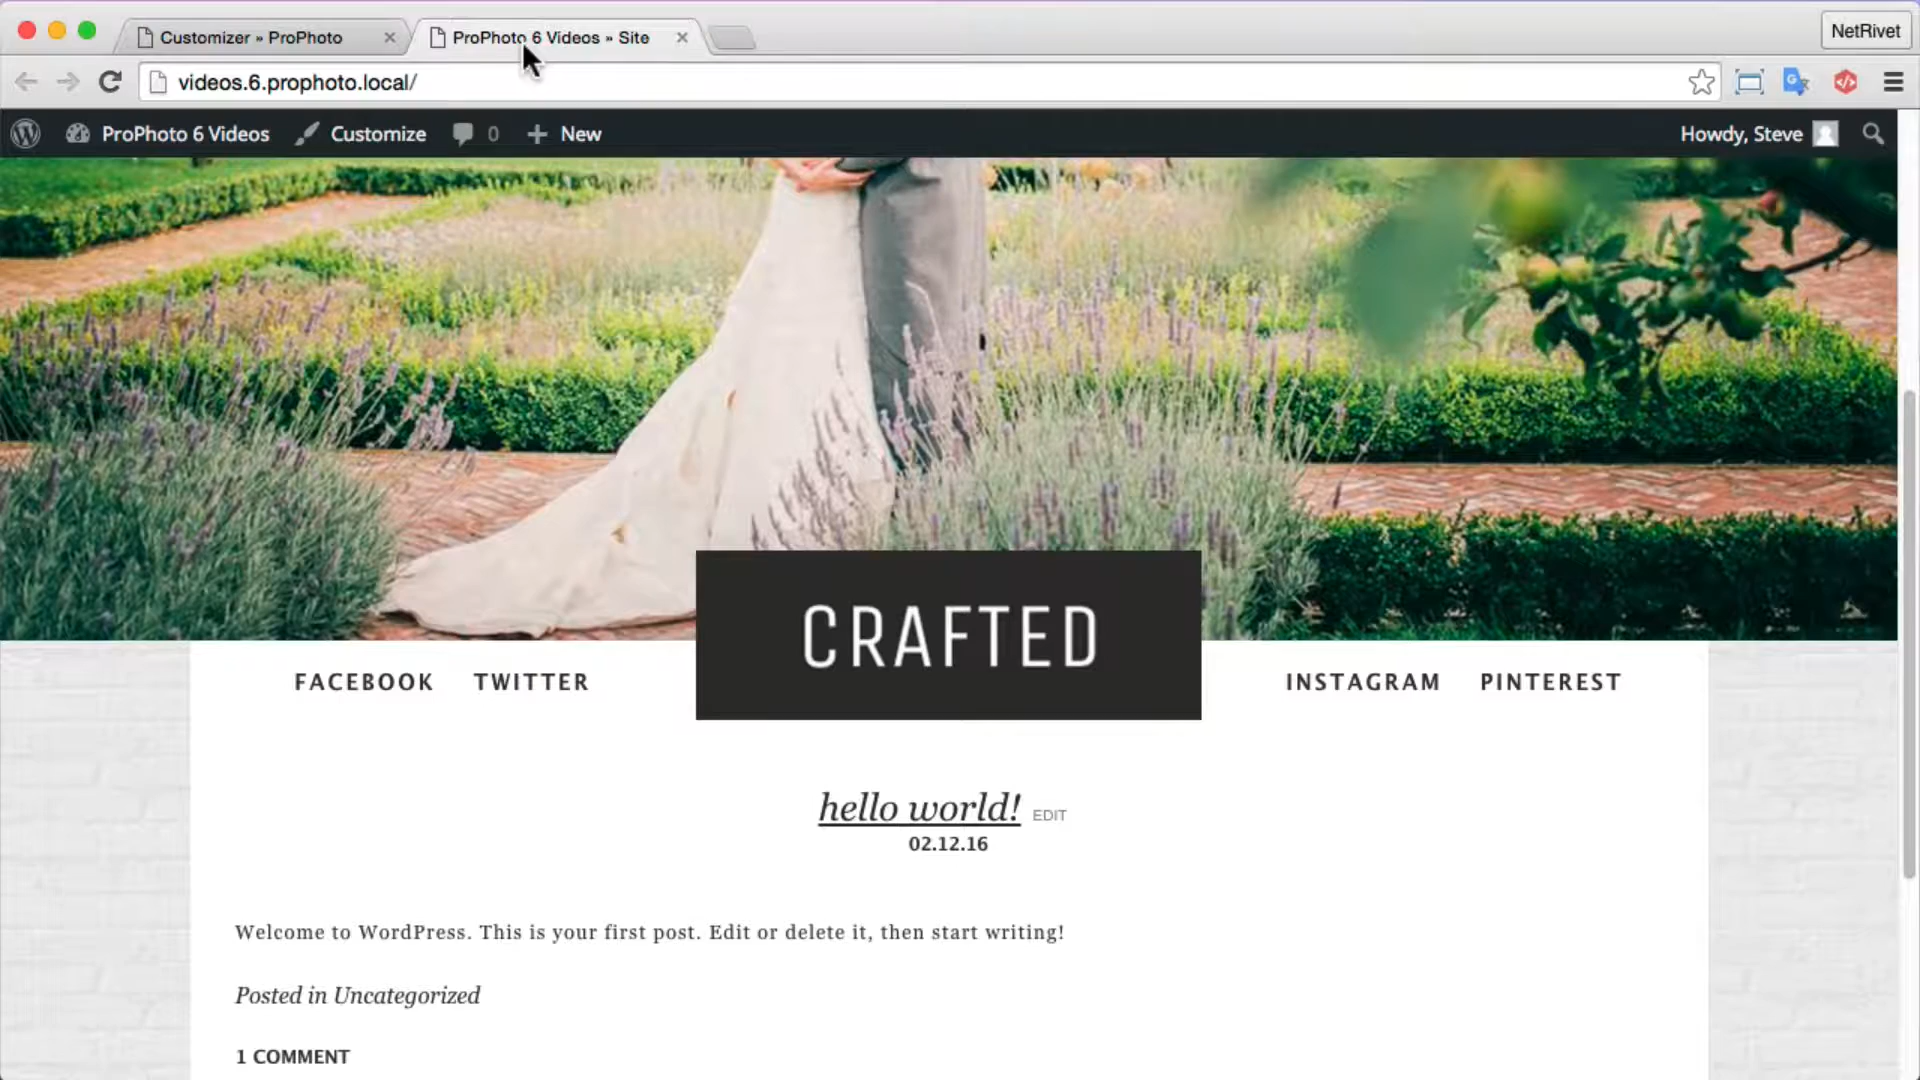 Customizer » ProPhoto
ProPhoto 6 Videos » Site
NetRivet
videos.6.prophoto.local/
ProPhoto 6 Videos
Customize
0
New
Howdy, Steve
CRAFTED
FACEBOOK TWITTER
INSTAGRAM PINTEREST
hello world! EDIT
02.12.16
Welcome to WordPress. This is your first post. Edit or delete it, then start writing!
Posted in Uncategorized
1 COMMENT